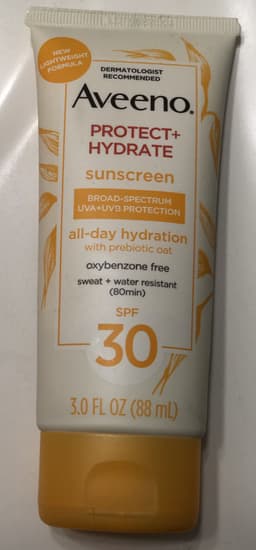 NEW
LIGHTWEIGHT
FORMULA
DERMATOLOGIST
RECOMMENDED
Aveeno.
PROTECT+
HYDRATE
sunscreen
BROAD-SPECTRUM
UVA+UVB PROTECTION
all-day hydration
with prebiotic oat
oxybenzone free
sweat + water resistant
(80min)
SPF
30
3.0 FL OZ (88 mL)